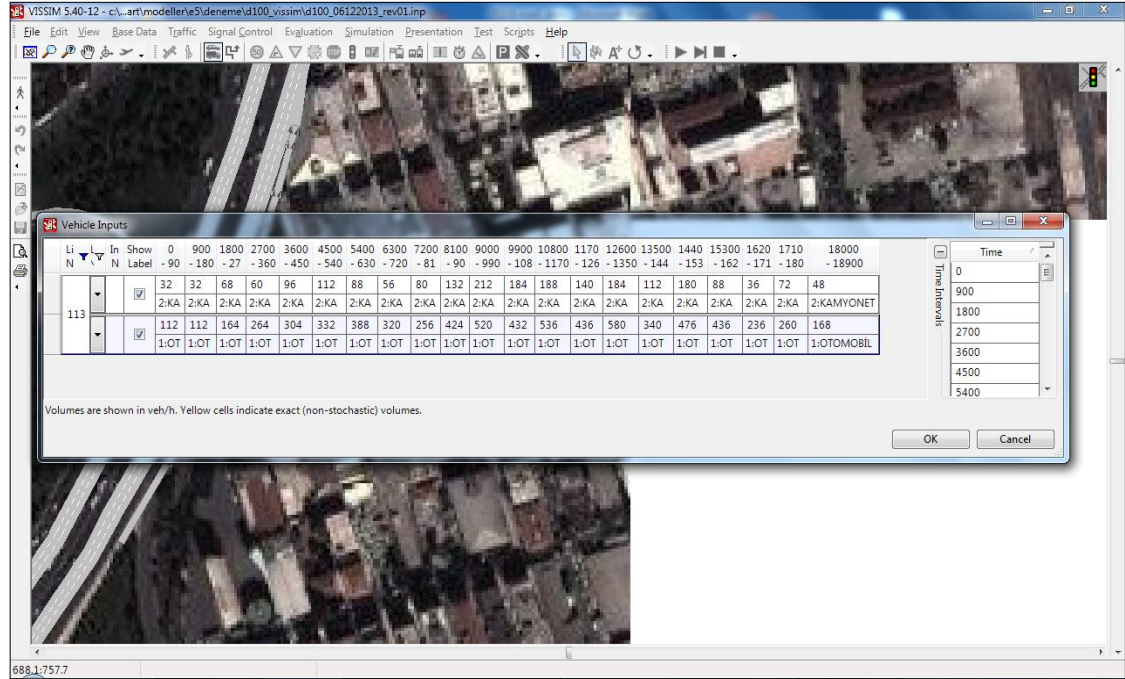 VISSIM 5.40-12 - c:\...art\modeller\e5\deneme\d100_vissim\d100_06122013_rev01.inp
File Edit View Base Data Traffic Signal Control Evaluation Simulation Presentation Test Scripts Help
Vehicle Inputs
Li L In Show 0 900 1800 2700 3600 4500 5400 6300 7200 8100 9000 9900 10800 1170 12600 13500 1440 15300 1620 1710 18000
N N Label - 90 - 180 - 27 - 360 - 450 - 540 - 630 - 720 - 81 - 90 - 990 - 108 - 1170 - 126 - 1350 - 144 - 153 - 162 - 171 - 180 - 18900
113
32 32 68 60 96 112 88 56 80 132 212 184 188 140 184 112 180 88 36 72 48
2:KA 2:KA 2:KA 2:KA 2:KA 2:KA 2:KA 2:KA 2:KA 2:KA 2:KA 2:KA 2:KA 2:KA 2:KA 2:KA 2:KA 2:KA 2:KA 2:KA 2:KAMYONET
112 112 164 264 304 332 388 320 256 424 520 432 536 436 580 340 476 436 236 260 168
1:OT 1:OT 1:OT 1:OT 1:OT 1:OT 1:OT 1:OT 1:OT 1:OT 1:OT 1:OT 1:OT 1:OT 1:OT 1:OT 1:OT 1:OT 1:OT 1:OT 1:OTOMOBİL
Time Intervals
Time
0
900
1800
2700
3600
4500
5400
Volumes are shown in veh/h. Yellow cells indicate exact (non-stochastic) volumes.
OK Cancel
688.1:757.7